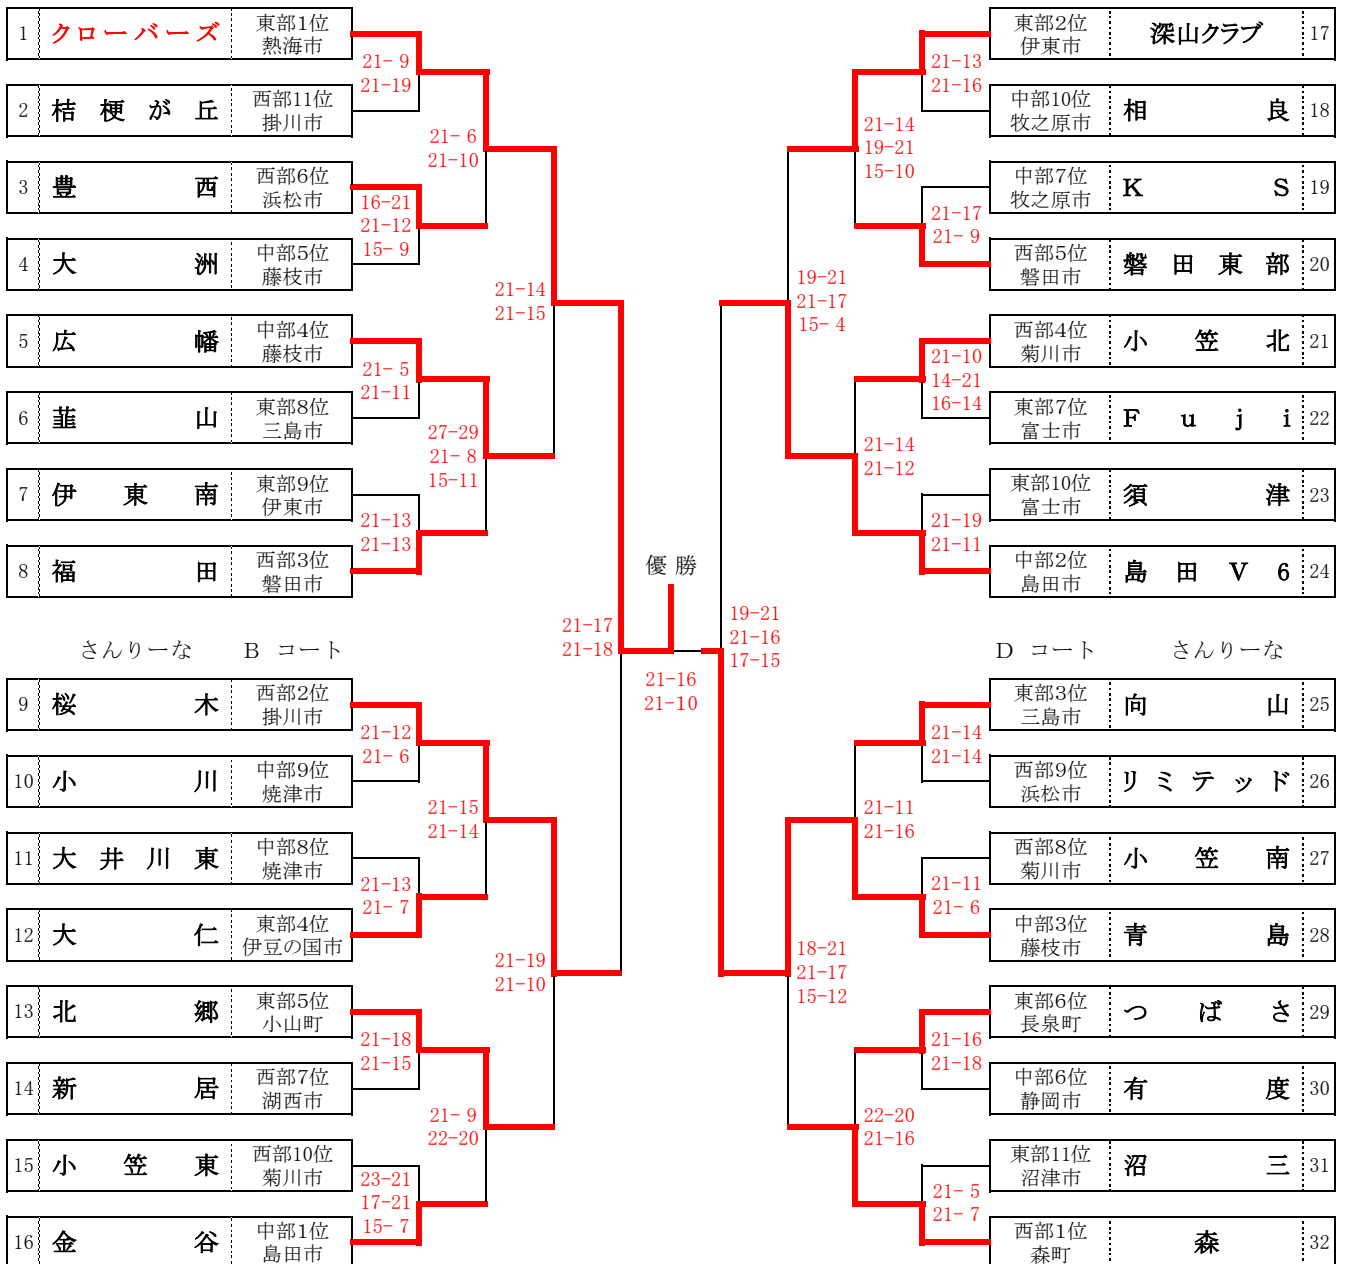 1 クローバーズ 東部1位
熱海市
21- 9
21-19
2 桔梗が丘 西部11位
掛川市
21- 6
21-10
3 豊西 西部6位
浜松市
16-21
21-12
15- 9
4 大洲 中部5位
藤枝市
21-14
21-15
5 広幡 中部4位
藤枝市
21- 5
21-11
6 韮山 東部8位
三島市
27-29
21- 8
15-11
7 伊東南 東部9位
伊東市
21-13
21-13
8 福田 西部3位
磐田市
さんりーな B コート
21-17
21-18
9 桜木 西部2位
掛川市
21-12
21- 6
10 小川 中部9位
焼津市
21-15
21-14
11 大井川東 中部8位
焼津市
21-13
21- 7
12 大仁 東部4位
伊豆の国市
21-19
21-10
13 北郷 東部5位
小山町
21-18
21-15
14 新居 西部7位
湖西市
21- 9
22-20
15 小笠東 西部10位
菊川市
23-21
17-21
15- 7
16 金谷 中部1位
島田市
優勝
21-16
21-10
東部2位 深山クラブ 17
伊東市
21-13
21-16
中部10位 相良 18
牧之原市
21-14
19-21
15-10
中部7位 KS 19
牧之原市
21-17
21- 9
西部5位 磐田東部 20
磐田市
19-21
21-17
15- 4
西部4位 小笠北 21
菊川市
21-10
14-21
16-14
東部7位 Fuji 22
富士市
21-14
21-12
東部10位 須津 23
富士市
21-19
21-11
中部2位 島田V6 24
島田市
19-21
21-16
17-15
D コート さんりーな
東部3位 向山 25
三島市
21-14
21-14
西部9位 リミテッド 26
浜松市
21-11
21-16
西部8位 小笠南 27
菊川市
21-11
21- 6
中部3位 青島 28
藤枝市
18-21
21-17
15-12
東部6位 つばさ 29
長泉町
21-16
21-18
中部6位 有度 30
静岡市
22-20
21-16
東部11位 沼三 31
沼津市
21- 5
21- 7
西部1位 森 32
森町